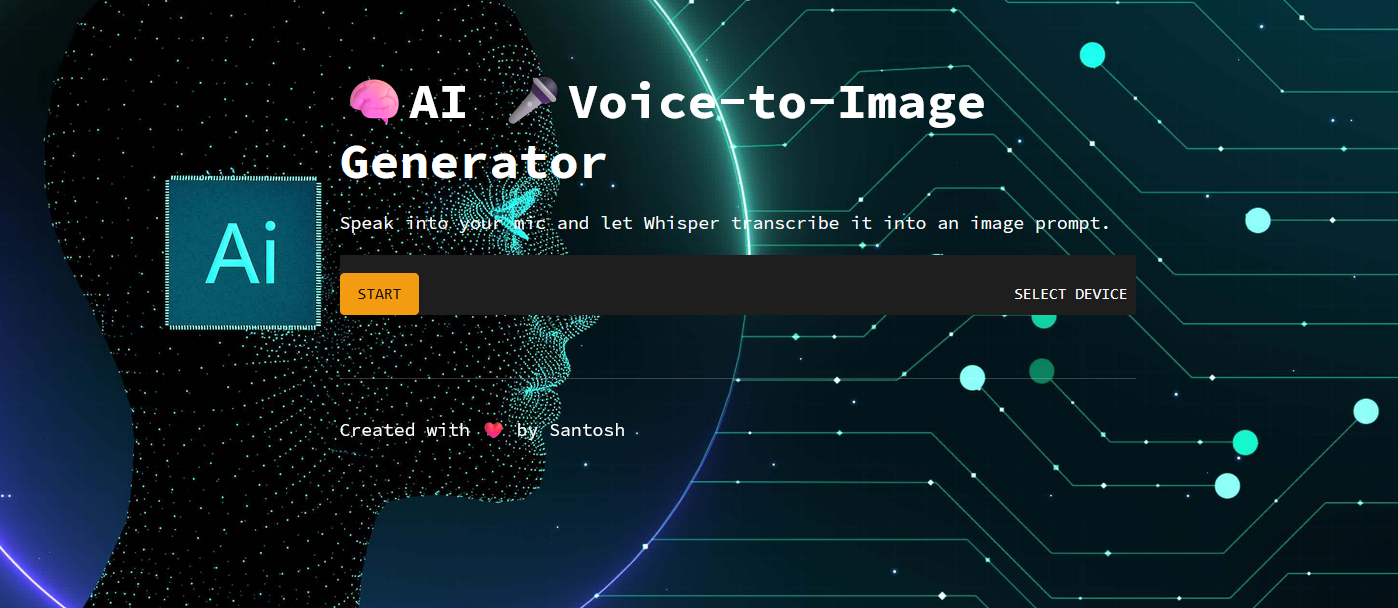 🧠AI 🎤Voice-to-Image
Generator
Ai
Speak into your mic and let Whisper transcribe it into an image prompt.
START
SELECT DEVICE
Created with 💖 by Santosh